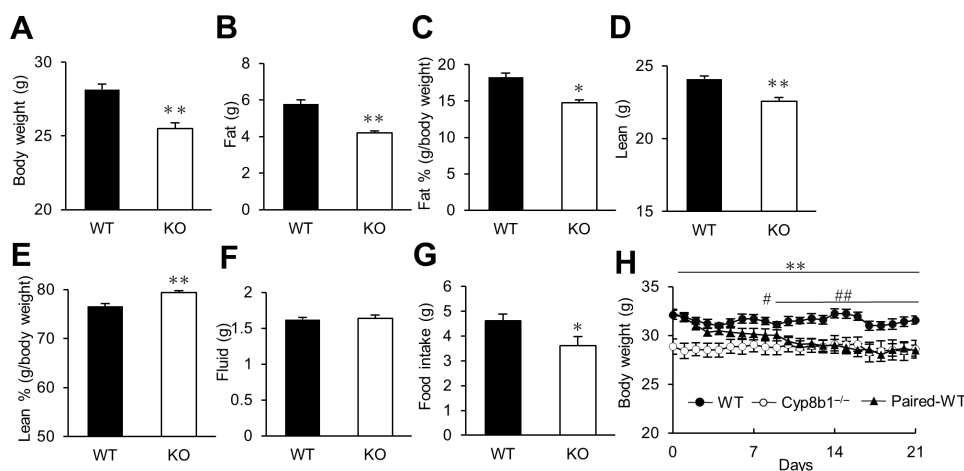 A
Body weight (g)
30
25
20
**
WT
KO
B
Fat (g)
8
6
4
2
0
**
WT
KO
C
Fat % (g/body weight)
20
15
10
5
0
*
WT
KO
D
Lean (g)
25
20
15
**
WT
KO
E
Lean % (g/body weight)
80
70
60
50
**
WT
KO
F
Fluid (g)
2
1.5
1
0.5
0
WT
KO
G
Food intake (g)
6
5
4
3
2
1
0
*
WT
KO
H
Body weight (g)
35
30
25
20
**
#
##
WT
Cyp8b1⁻/⁻
Paired-WT
0
7
14
21
Days